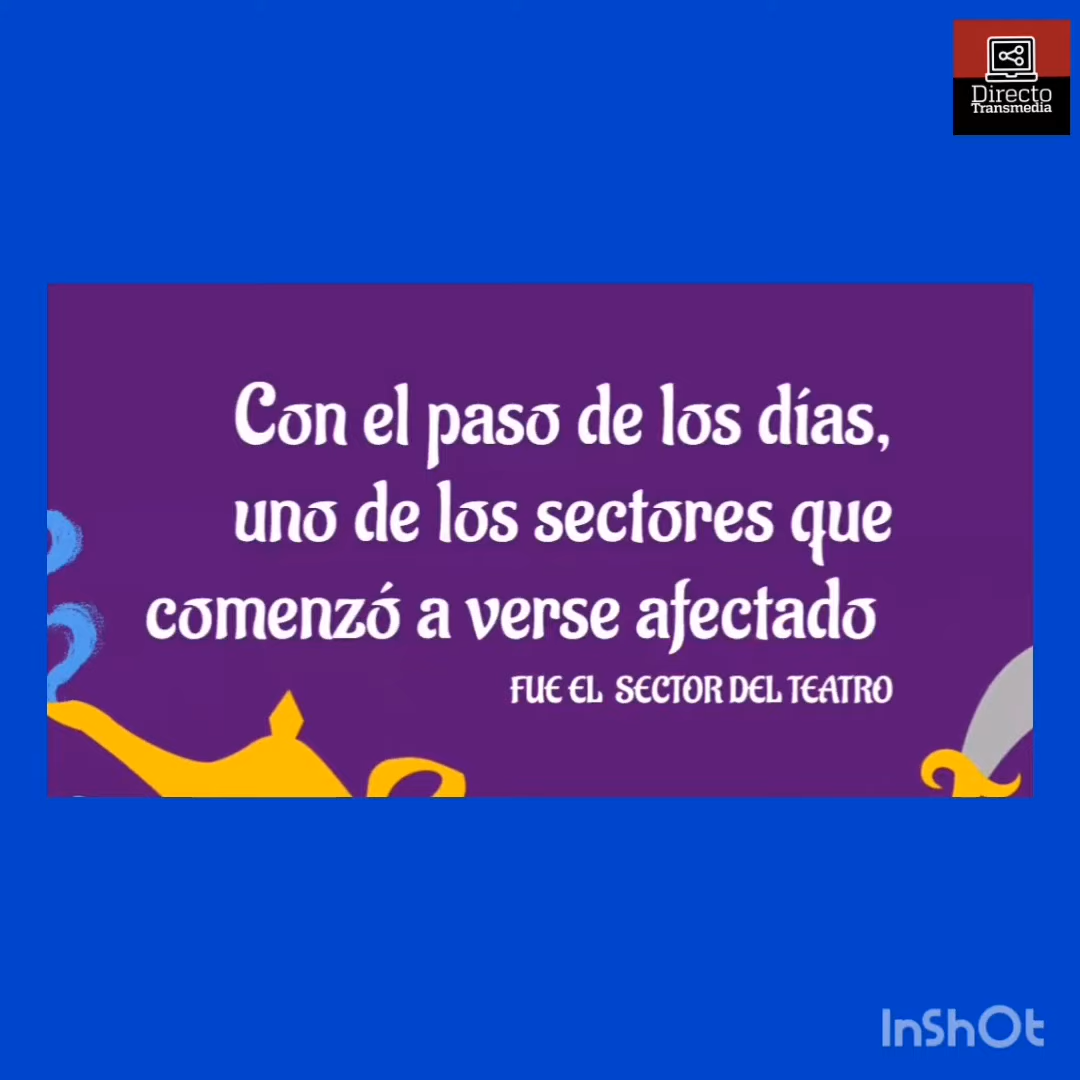 Directo
Transmedia
Con el paso de los días,
uno de los sectores que
comenzó a verse afectado
FUE EL SECTOR DEL TEATRO
InShOt